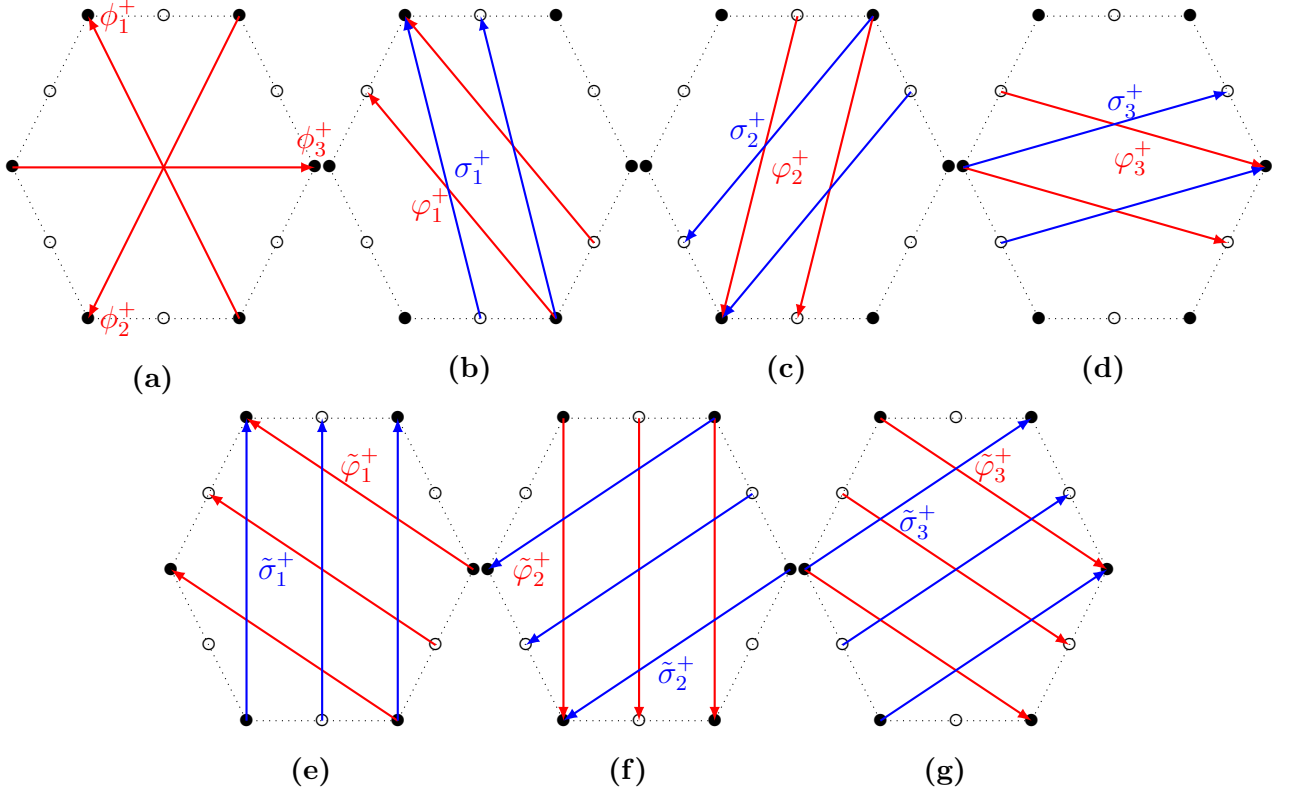 ϕ₁⁺
ϕ₃⁺
ϕ₂⁺
(a)
σ₁⁺
φ₁⁺
(b)
σ₂⁺
φ₂⁺
(c)
σ₃⁺
φ₃⁺
(d)
φ̃₁⁺
σ̃₁⁺
(e)
φ̃₂⁺
σ̃₂⁺
(f)
φ̃₃⁺
σ̃₃⁺
(g)